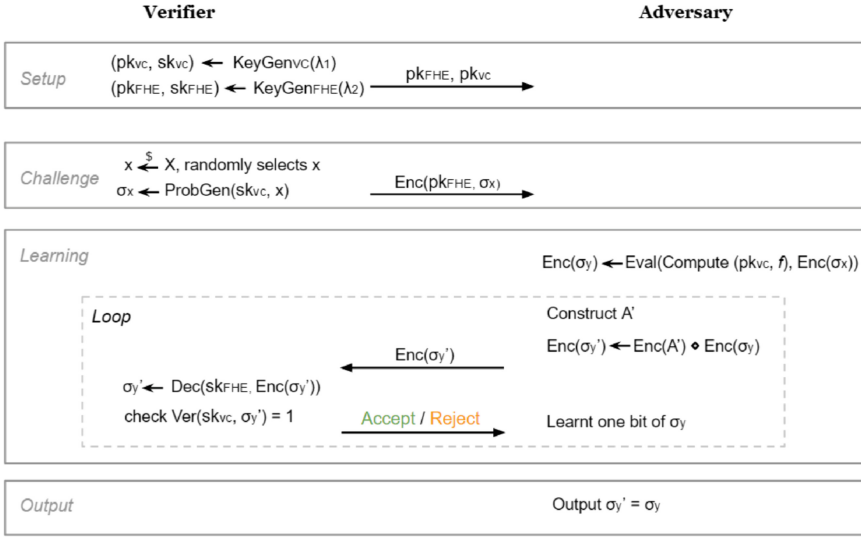 Verifier Adversary
Setup
(pkVC, skVC) ← KeyGenVC(λ1)
(pkFHE, skFHE) ← KeyGenFHE(λ2)
pkFHE, pkVC
Challenge
x ←$ X, randomly selects x
σx ← ProbGen(skVC, x)
Enc(pkFHE, σx)
Learning
Enc(σy) ← Eval(Compute (pkVC, f), Enc(σx))
Loop
Construct A'
Enc(σy') ← Enc(A') ⋄ Enc(σy)
Enc(σy')
σy' ← Dec(skFHE, Enc(σy'))
check Ver(skVC, σy') = 1
Accept / Reject
Learnt one bit of σy
Output
Output σy' = σy